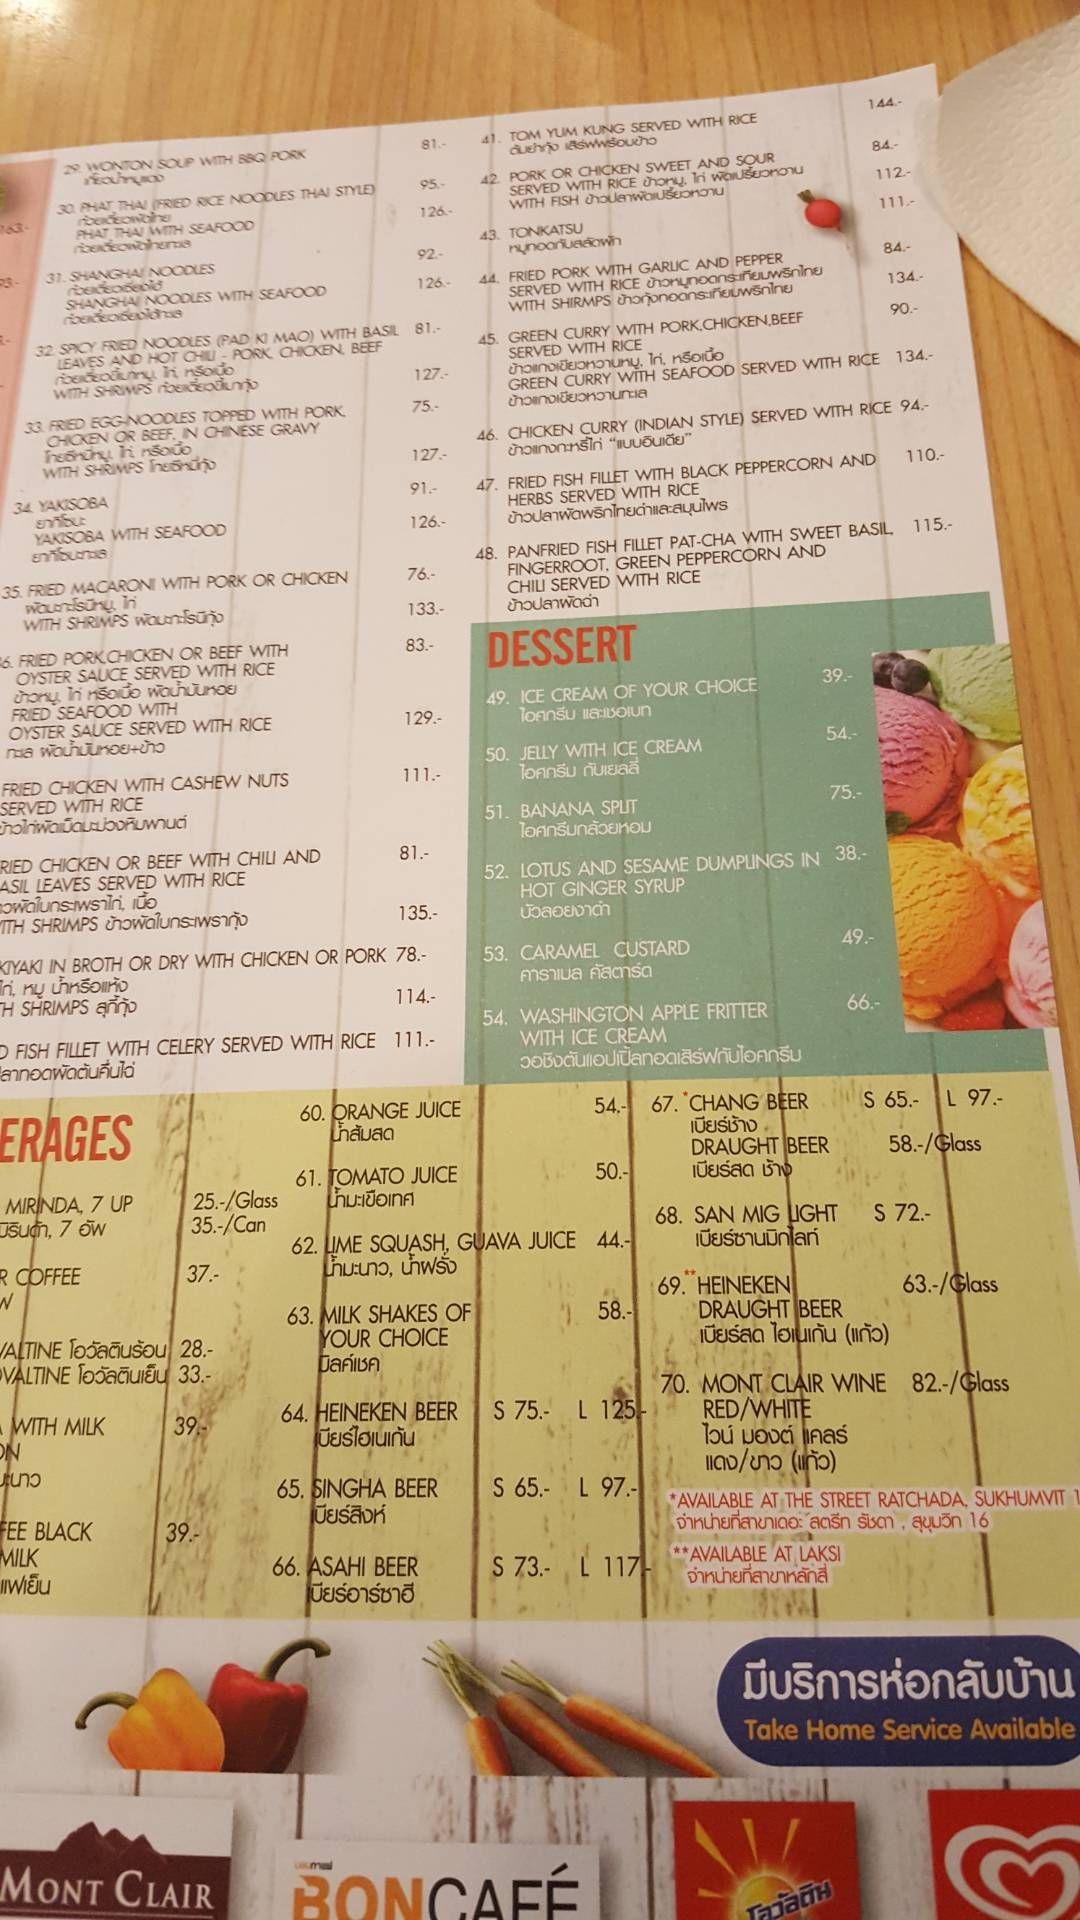 163.-
29. WONTON SOUP WITH BBQ PORK 81.-
เกี๊ยวน้ำหมูแดง
30. PHAT THAI (FRIED RICE NOODLES THAI STYLE) 95.-
ก๋วยเตี๋ยวผัดไทย
PHAT THAI WITH SEAFOOD 126.-
ก๋วยเตี๋ยวผัดไทยทะเล
31. SHANGHAI NOODLES 92.-
ก๋วยเตี๋ยวเซี่ยงไฮ้
SHANGHAI NOODLES WITH SEAFOOD 126.-
ก๋วยเตี๋ยวเซี่ยงไฮ้ทะเล
32. SPICY FRIED NOODLES (PAD KI MAO) WITH BASIL 81.-
LEAVES AND HOT CHILI - PORK, CHICKEN, BEEF
ก๋วยเตี๋ยวขี้เมาหมู, ไก่, หรือเนื้อ
WITH SHRIMPS ก๋วยเตี๋ยวขี้เมากุ้ง 127.-
33. FRIED EGG-NOODLES TOPPED WITH PORK, 75.-
CHICKEN OR BEEF, IN CHINESE GRAVY
โกยซีหมี่หมู, ไก่, หรือเนื้อ
WITH SHRIMPS โกยซีหมี่กุ้ง 127.-
34. YAKISOBA 91.-
ยากิโซบะ
YAKISOBA WITH SEAFOOD 126.-
ยากิโซบะทะเล
35. FRIED MACARONI WITH PORK OR CHICKEN 76.-
ผัดมะกะโรนีหมู, ไก่
WITH SHRIMPS ผัดมะกะโรนีกุ้ง 133.-
6. FRIED PORK,CHICKEN OR BEEF WITH 83.-
OYSTER SAUCE SERVED WITH RICE
ข้าวหมู, ไก่ หรือเนื้อ ผัดน้ำมันหอย
FRIED SEAFOOD WITH
OYSTER SAUCE SERVED WITH RICE 129.-
ทะเล ผัดน้ำมันหอย+ข้าว
FRIED CHICKEN WITH CASHEW NUTS 111.-
SERVED WITH RICE
ข้าวไก่ผัดเม็ดมะม่วงหิมพานต์
RIED CHICKEN OR BEEF WITH CHILI AND 81.-
ASIL LEAVES SERVED WITH RICE
วผัดใบกระเพราไก่, เนื้อ
ITH SHRIMPS ข้าวผัดใบกระเพรากุ้ง 135.-
KIYAKI IN BROTH OR DRY WITH CHICKEN OR PORK 78.-
ไก่, หมู น้ำหรือแห้ง
TH SHRIMPS สุกี้กุ้ง 114.-
D FISH FILLET WITH CELERY SERVED WITH RICE 111.-
ปลาทอดผัดต้นคื่นไฉ่
41. TOM YUM KUNG SERVED WITH RICE 144.-
ต้มยำกุ้ง เสิร์ฟพร้อมข้าว
42. PORK OR CHICKEN SWEET AND SOUR 84.-
SERVED WITH RICE ข้าวหมู, ไก่ ผัดเปรี้ยวหวาน
WITH FISH ข้าวปลาผัดเปรี้ยวหวาน 112.-
43. TONKATSU 111.-
หมูทอดกับสลัดผัก
44. FRIED PORK WITH GARLIC AND PEPPER 84.-
SERVED WITH RICE ข้าวหมูทอดกระเทียมพริกไทย
WITH SHIRMPS ข้าวกุ้งทอดกระเทียมพริกไทย 134.-
45. GREEN CURRY WITH PORK,CHICKEN,BEEF 90.-
SERVED WITH RICE
ข้าวแกงเขียวหวานหมู, ไก่, หรือเนื้อ
GREEN CURRY WITH SEAFOOD SERVED WITH RICE 134.-
ข้าวแกงเขียวหวานทะเล
46. CHICKEN CURRY (INDIAN STYLE) SERVED WITH RICE 94.-
ข้าวแกงกะหรี่ไก่ "แบบอินเดีย"
47. FRIED FISH FILLET WITH BLACK PEPPERCORN AND 110.-
HERBS SERVED WITH RICE
ข้าวปลาผัดพริกไทยดำและสมุนไพร
48. PANFRIED FISH FILLET PAT-CHA WITH SWEET BASIL, 115.-
FINGERROOT, GREEN PEPPERCORN AND
CHILI SERVED WITH RICE
ข้าวปลาผัดฉ่า
DESSERT
49. ICE CREAM OF YOUR CHOICE 39.-
ไอศกรีม และเชอเบท
50. JELLY WITH ICE CREAM 54.-
ไอศกรีม กับเยลลี่
51. BANANA SPLIT 75.-
ไอศกรีมกล้วยหอม
52. LOTUS AND SESAME DUMPLINGS IN 38.-
HOT GINGER SYRUP
บัวลอยงาดำ
53. CARAMEL CUSTARD 49.-
คาราเมล คัสตาร์ด
54. WASHINGTON APPLE FRITTER 66.-
WITH ICE CREAM
วอชิงตันแอปเปิ้ลทอดเสิร์ฟกับไอศกรีม
ERAGES
MIRINDA, 7 UP 25.-/Glass
มิรินด้า, 7 อัพ 35.-/Can
R COFFEE 37.-
VALTINE โอวัลตินร้อน 28.-
OVALTINE โอวัลตินเย็น 33.-
WITH MILK 39.-
ON
มะนาว
FEE BLACK 39.-
MILK
แฟเย็น
60. ORANGE JUICE 54.-
น้ำส้มสด
61. TOMATO JUICE 50.-
น้ำมะเขือเทศ
62. LIME SQUASH, GUAVA JUICE 44.-
น้ำมะนาว, น้ำฝรั่ง
63. MILK SHAKES OF 58.-
YOUR CHOICE
มิลค์เชค
64. HEINEKEN BEER S 75.- L 125.-
เบียร์ไฮเนเก้น
65. SINGHA BEER S 65.- L 97.-
เบียร์สิงห์
66. ASAHI BEER S 73.- L 117.-
เบียร์อาร์ซาฮี
67. *CHANG BEER S 65.- L 97.-
เบียร์ช้าง
DRAUGHT BEER 58.-/Glass
เบียร์สด ช้าง
68. SAN MIG LIGHT S 72.-
เบียร์ซานมิกไลท์
69. **HEINEKEN 63.-/Glass
DRAUGHT BEER
เบียร์สด ไฮเนเก้น (แก้ว)
70. MONT CLAIR WINE 82.-/Glass
RED/WHITE
ไวน์ มองต์ แคลร์
แดง/ขาว (แก้ว)
*AVAILABLE AT THE STREET RATCHADA, SUKHUMVIT 1
จำหน่ายที่สาขาเดอะ สตรีท รัชดา , สุขุมวิท 16
**AVAILABLE AT LAKSI
จำหน่ายที่สาขาหลักสี่
มีบริการห่อกลับบ้าน
Take Home Service Available
MONT CLAIR
BONCAFÉ
โอวัลติน